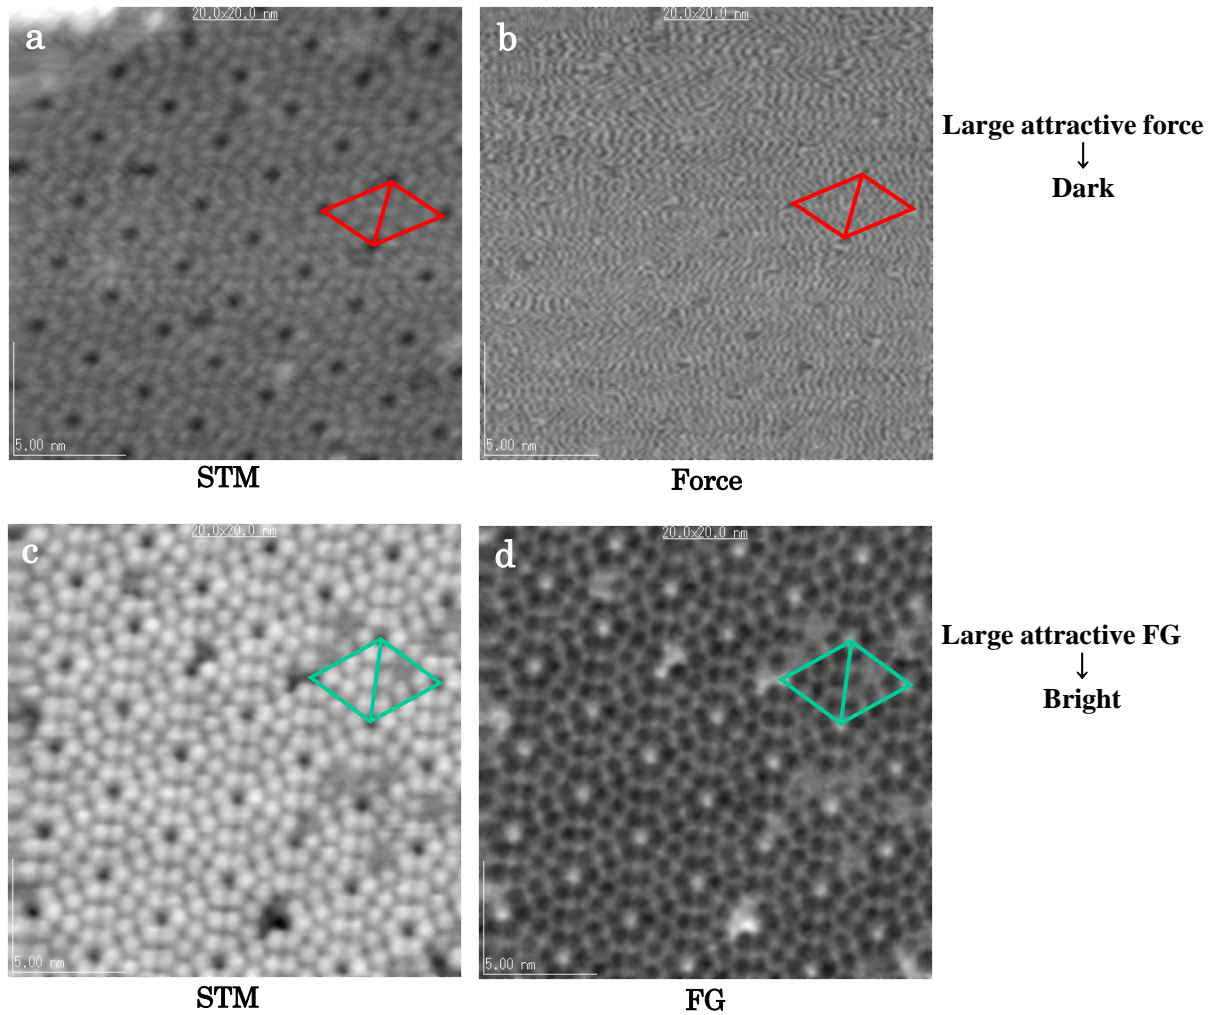 20.0x20.0 nm
20.0x20.0 nm
a
b
Large attractive force
↓
Dark
5.00 nm
5.00 nm
STM
Force
20.0x20.0 nm
20.0x20.0 nm
c
d
Large attractive FG
↓
Bright
5.00 nm
5.00 nm
STM
FG